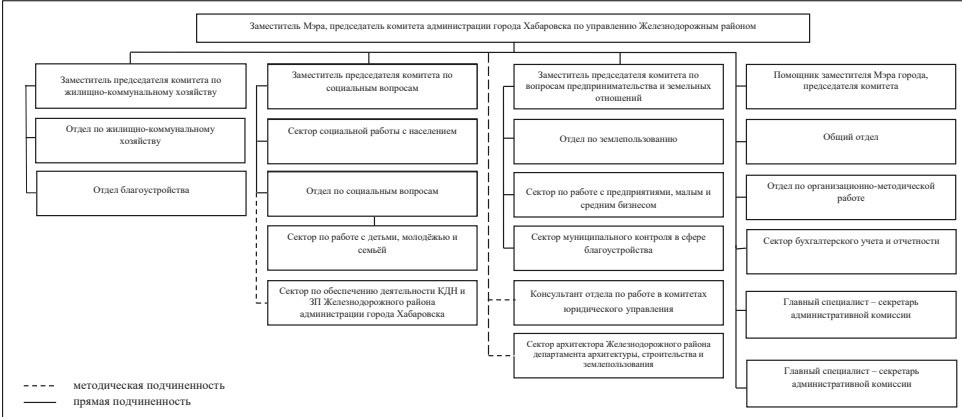 Заместитель Мэра, председатель комитета администрации города Хабаровска по управлению Железнодорожным районом
Заместитель председателя комитета по
жилищно-коммунальному хозяйству
Отдел по жилищно-коммунальному
хозяйству
Отдел благоустройства
Заместитель председателя комитета по
социальным вопросам
Сектор социальной работы с населением
Отдел по социальным вопросам
Сектор по работе с детьми, молодёжью и
семьёй
Сектор по обеспечению деятельности КДН и
ЗП Железнодорожного района
администрации города Хабаровска
Заместитель председателя комитета по
вопросам предпринимательства и земельных
отношений
Отдел по землепользованию
Сектор по работе с предприятиями, малым и
средним бизнесом
Сектор муниципального контроля в сфере
благоустройства
Консультант отдела по работе в комитетах
юридического управления
Сектор архитектора Железнодорожного района
департамента архитектуры, строительства и
землепользования
Помощник заместителя Мэра города,
председателя комитета
Общий отдел
Отдел по организационно-методической
работе
Сектор бухгалтерского учета и отчетности
Главный специалист – секретарь
административной комиссии
Главный специалист – секретарь
административной комиссии
методическая подчиненность
прямая подчиненность